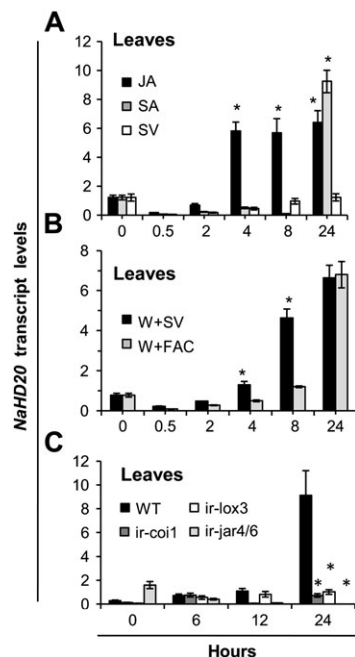 A
Leaves
12
10
8
6
4
2
0
JA
SA
SV
* * * *
0 0.5 2 4 8 24
B
Leaves
8
6
4
2
0
W+SV
W+FAC
* *
0 0.5 2 4 8 24
C
Leaves
12
10
8
6
4
2
0
WT ir-lox3
ir-coi1 ir-jar4/6
* * *
0 6 12 24
Hours
NaHD20 transcript levels